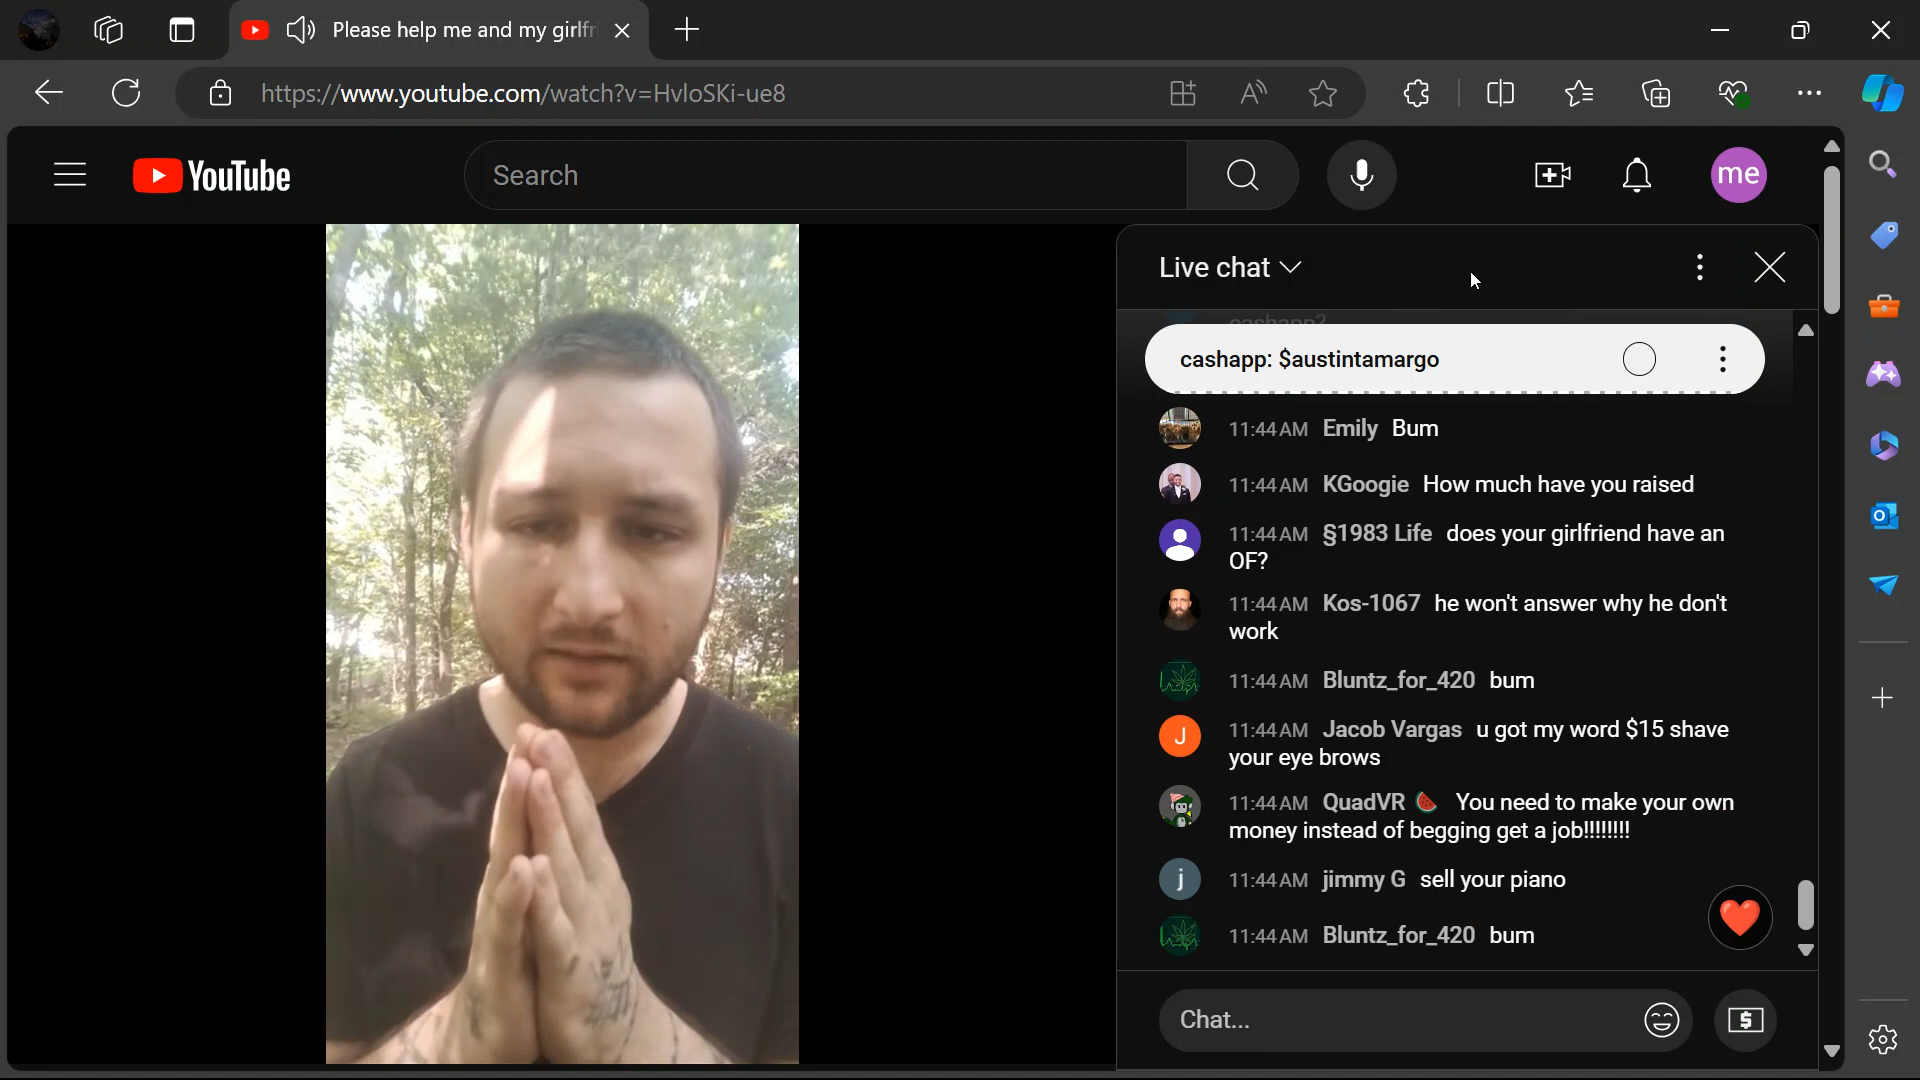 Please help me and my girlfr
https://www.youtube.com/watch?v=HvloSKi-ue8
YouTube
Search
me
Live chat
cashapp?
cashapp: $austintamargo
11:44 AM Emily Bum
11:44 AM KGoogie How much have you raised
11:44 AM §1983 Life does your girlfriend have an
OF?
11:44 AM Kos-1067 he won't answer why he don't
work
11:44 AM Bluntz_for_420 bum
J 11:44 AM Jacob Vargas u got my word $15 shave
your eye brows
11:44 AM QuadVR 🍉 You need to make your own
money instead of begging get a job!!!!!!!!
j 11:44 AM jimmy G sell your piano
11:44 AM Bluntz_for_420 bum
Chat...